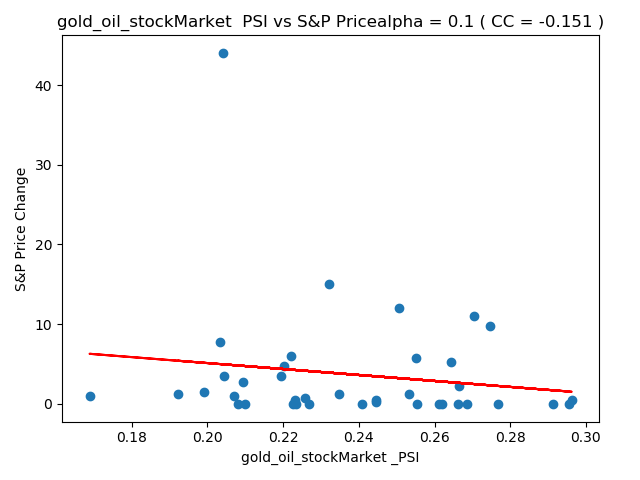 gold_oil_stockMarket  PSI vs S&P Pricealpha = 0.1 ( CC = -0.151 )
40
30
20
10
0
S&P Price Change
0.18 0.20 0.22 0.24 0.26 0.28 0.30
gold_oil_stockMarket _PSI